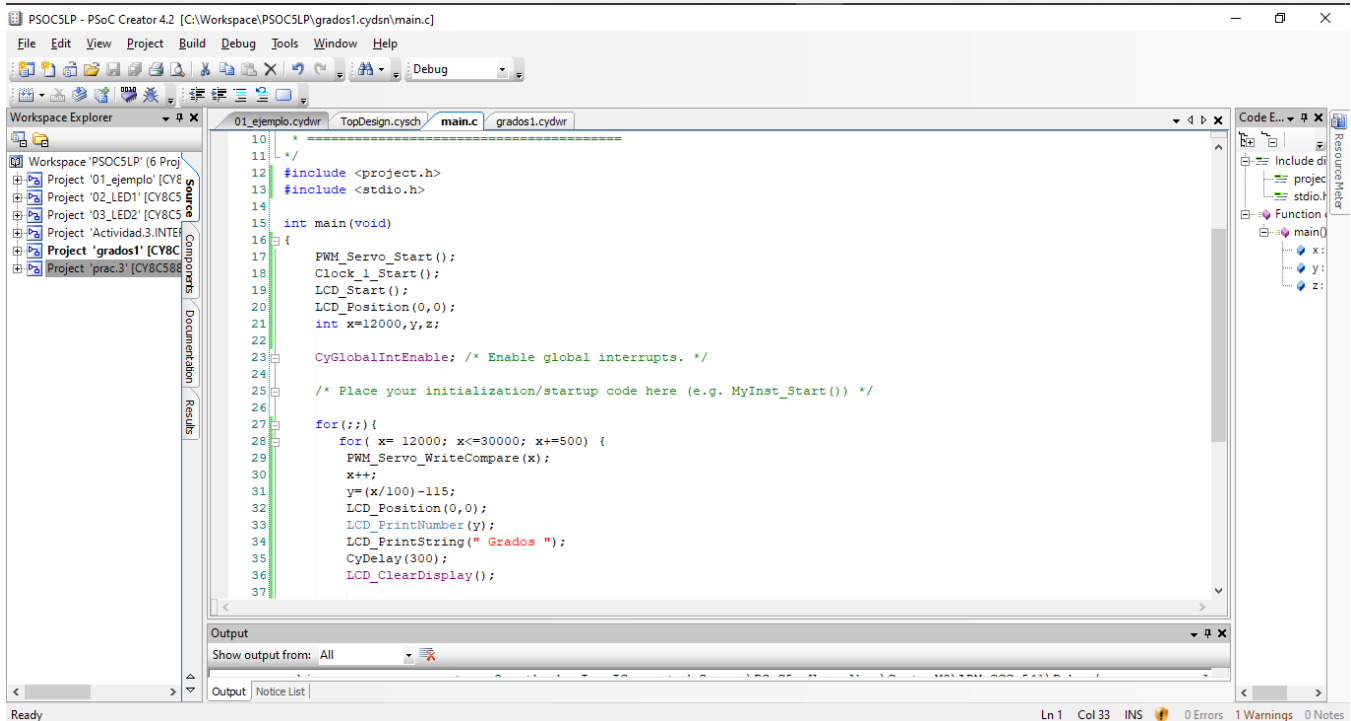 PSOC5LP - PSoC Creator 4.2 [C:\Workspace\PSOC5LP\grados1.cydsn\main.c]
File Edit View Project Build Debug Tools Window Help
Debug
Workspace Explorer
Workspace 'PSOC5LP' (6 Proj
Project '01_ejemplo' [CY8
Project '02_LED1' [CY8C5
Project '03_LED2' [CY8C5
Project 'Actividad.3.INTE
Project 'grados1' [CY8C
Project 'prac.3' [CY8C588
Source
Components
Documentation
Results
01_ejemplo.cydwr TopDesign.cysch main.c grados1.cydwr
10 * ========================================
11 */
12 #include <project.h>
13 #include <stdio.h>
14
15 int main(void)
16 {
17 PWM_Servo_Start();
18 Clock_1_Start();
19 LCD_Start();
20 LCD_Position(0,0);
21 int x=12000,y,z;
22
23 CyGlobalIntEnable; /* Enable global interrupts. */
24
25 /* Place your initialization/startup code here (e.g. MyInst_Start()) */
26
27 for(;;){
28 for( x= 12000; x<=30000; x+=500) {
29 PWM_Servo_WriteCompare(x);
30 x++;
31 y=(x/100)-115;
32 LCD_Position(0,0);
33 LCD_PrintNumber(y);
34 LCD_PrintString(" Grados ");
35 CyDelay(300);
36 LCD_ClearDisplay();
37
Code E...
Include di
projec
stdio.h
Function
main()
x :
y :
z :
Resource Meter
Output
Show output from: All
Output Notice List
Ready
Ln 1 Col 33 INS 0 Errors 1 Warnings 0 Notes